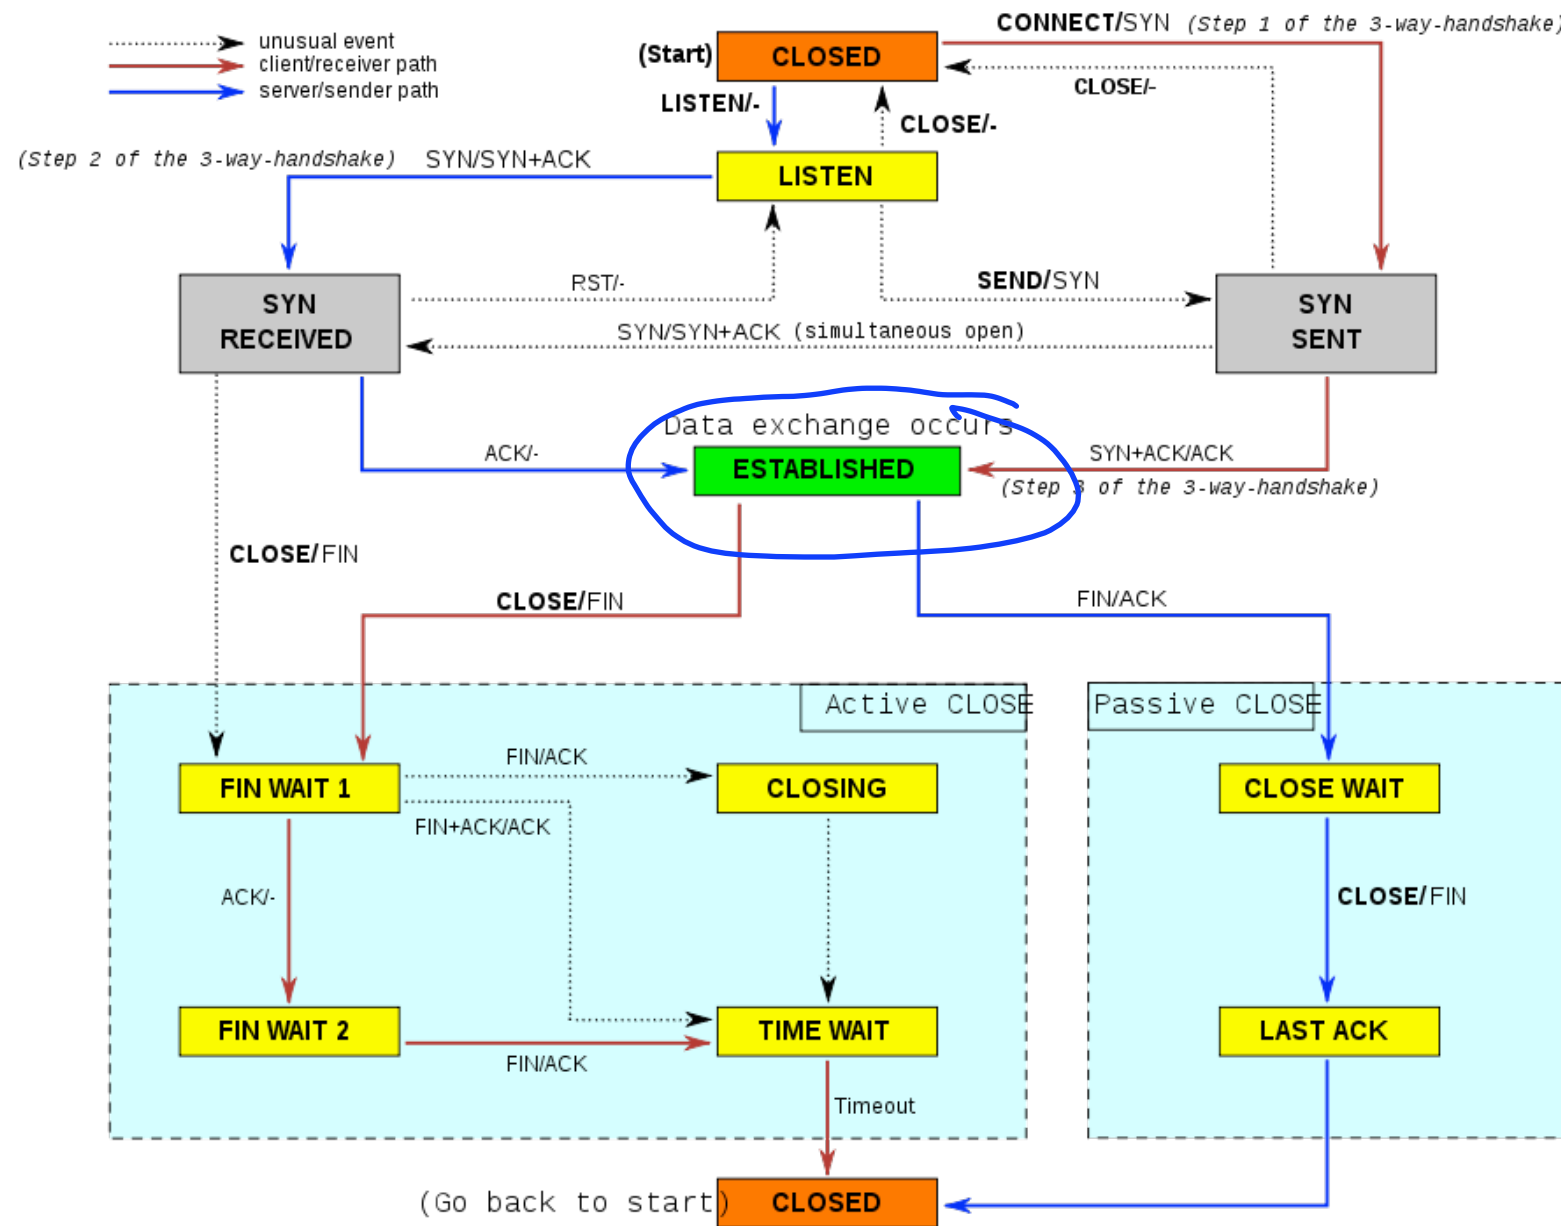 unusual event
client/receiver path
server/sender path
CONNECT/SYN (Step 1 of the 3-way-handshake)
(Start)
CLOSED
CLOSE/-
LISTEN/-
CLOSE/-
(Step 2 of the 3-way-handshake) SYN/SYN+ACK
LISTEN
RST/-
SEND/SYN
SYN
RECEIVED
SYN
SENT
SYN/SYN+ACK (simultaneous open)
Data exchange occurs
ACK/-
ESTABLISHED
SYN+ACK/ACK
(Step 3 of the 3-way-handshake)
CLOSE/FIN
CLOSE/FIN
FIN/ACK
Active CLOSE
Passive CLOSE
FIN WAIT 1
FIN/ACK
CLOSING
CLOSE WAIT
FIN+ACK/ACK
ACK/-
CLOSE/FIN
FIN WAIT 2
FIN/ACK
TIME WAIT
LAST ACK
Timeout
(Go back to start)
CLOSED